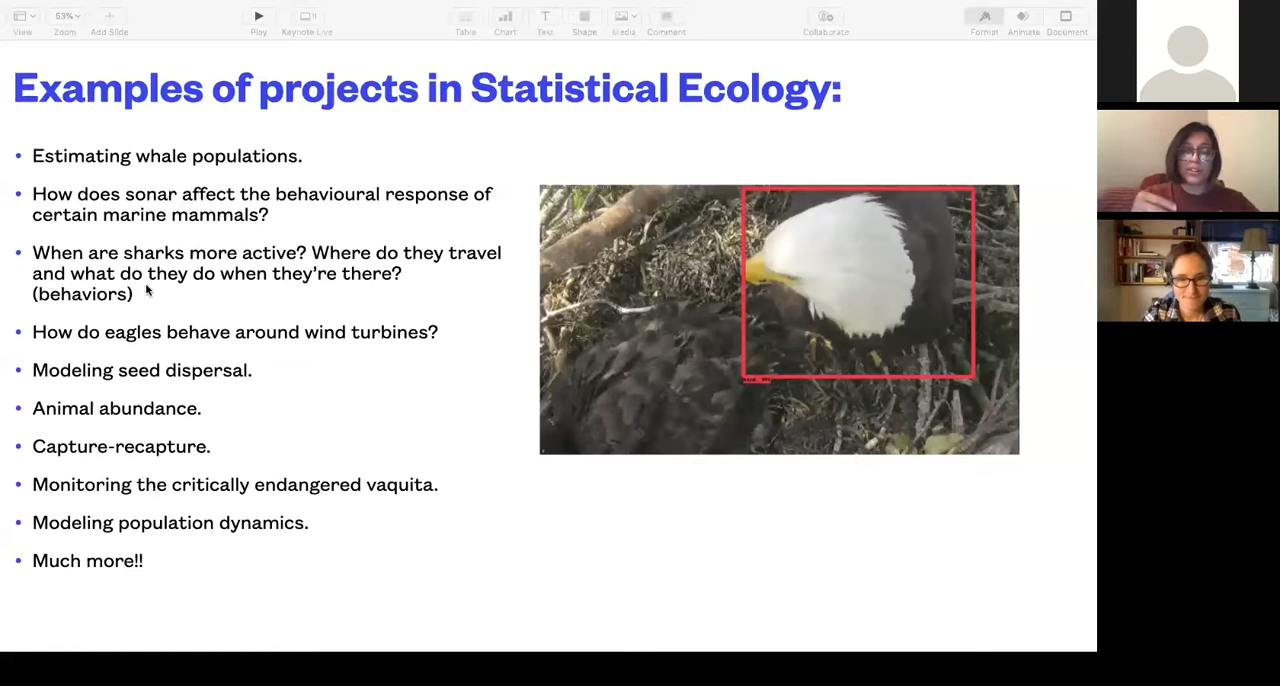 View
Zoom
Add Slide
Play
Keynote Live
Table
Chart
Text
Shape
Media
Comment
Collaborate
Format
Animate
Document
53%
Examples of projects in Statistical Ecology:
• Estimating whale populations.
• How does sonar affect the behavioural response of
certain marine mammals?
• When are sharks more active? Where do they travel
and what do they do when they're there?
(behaviors)
• How do eagles behave around wind turbines?
• Modeling seed dispersal.
• Animal abundance.
• Capture-recapture.
• Monitoring the critically endangered vaquita.
• Modeling population dynamics.
• Much more!!